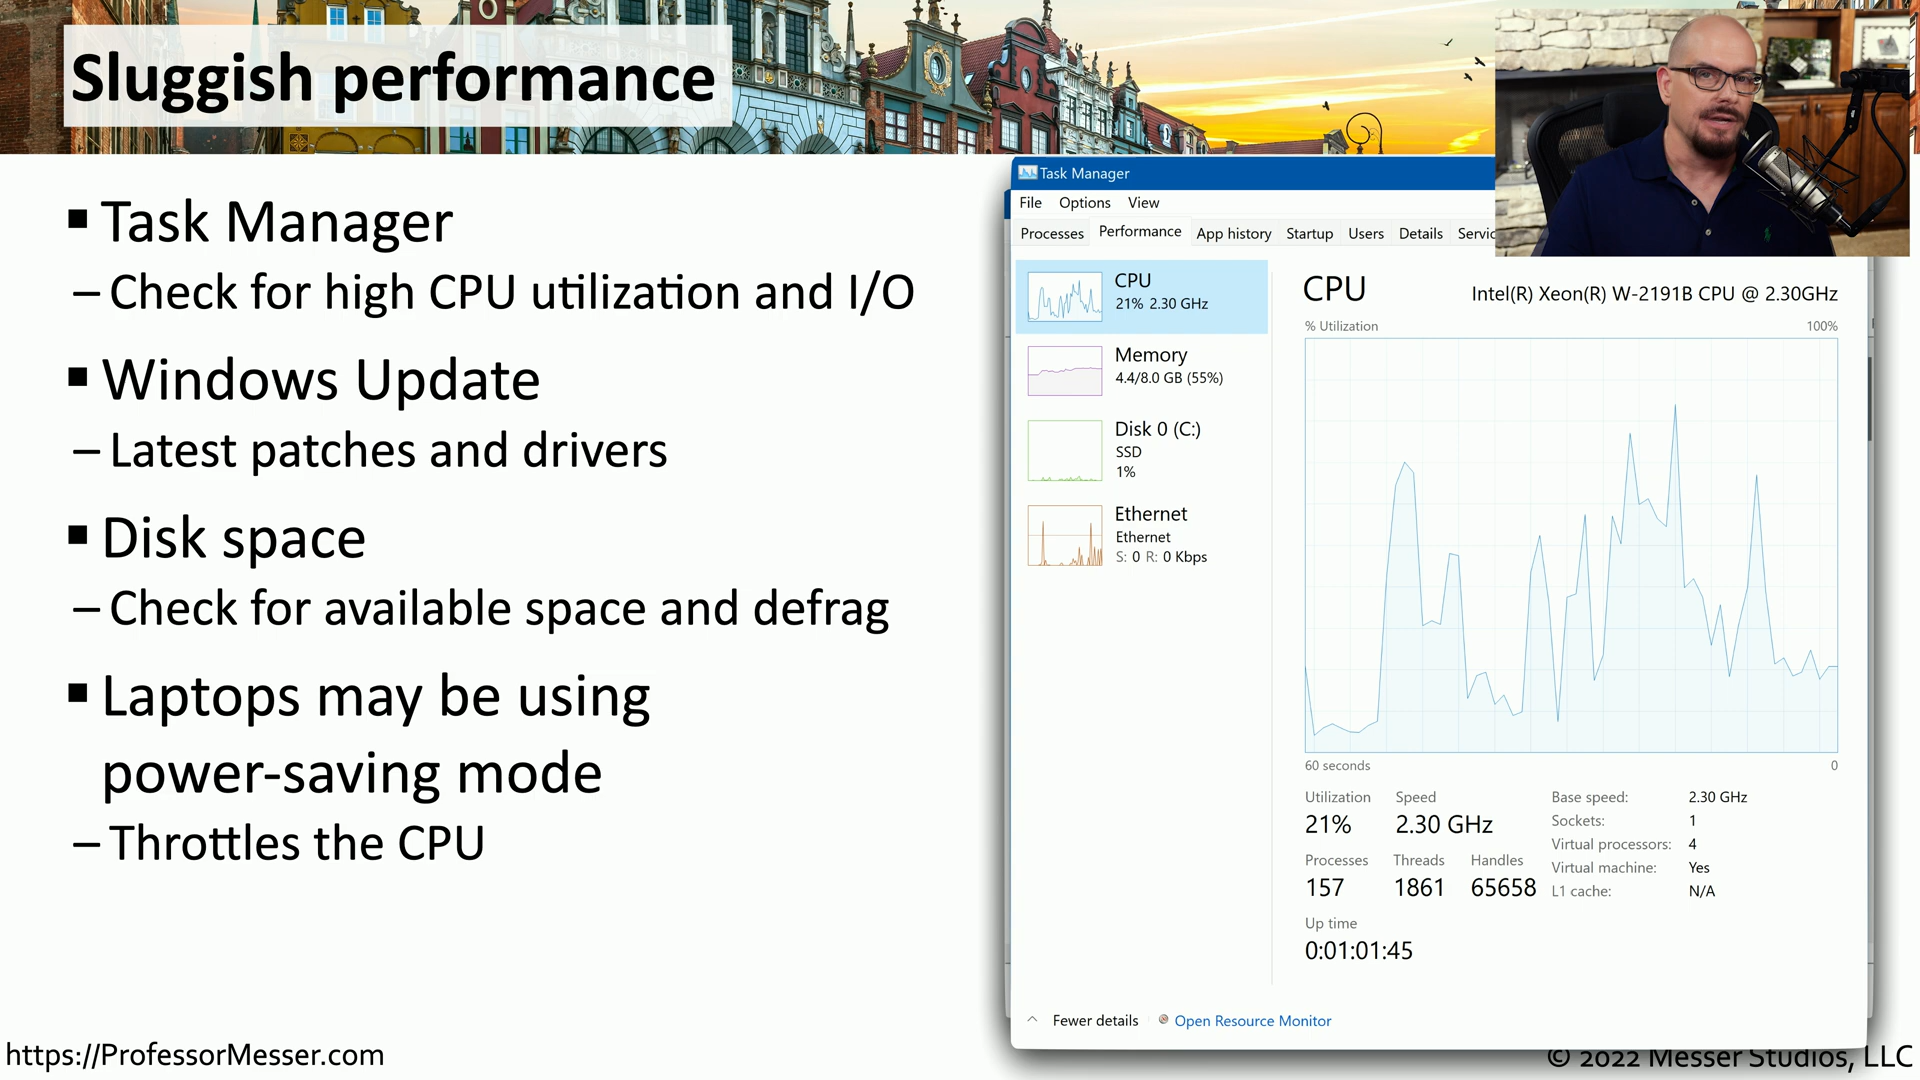 Sluggish performance
▪ Task Manager
– Check for high CPU utilization and I/O
▪ Windows Update
– Latest patches and drivers
▪ Disk space
– Check for available space and defrag
▪ Laptops may be using
power-saving mode
– Throttles the CPU
Task Manager
File Options View
Processes Performance App history Startup Users Details
CPU
21% 2.30 GHz
Memory
4.4/8.0 GB (55%)
Disk 0 (C:)
SSD
1%
Ethernet
Ethernet
S: 0 R: 0 Kbps
CPU Intel(R) Xeon(R) W-2191B CPU @ 2.30GHz
% Utilization 100%
60 seconds 0
Utilization Speed
21% 2.30 GHz
Processes Threads Handles
157 1861 65658
Up time
0:01:01:45
Base speed: 2.30 GHz
Sockets: 1
Virtual processors: 4
Virtual machine: Yes
L1 cache: N/A
Fewer details Open Resource Monitor
https://ProfessorMesser.com
© 2022 Messer Studios, LLC